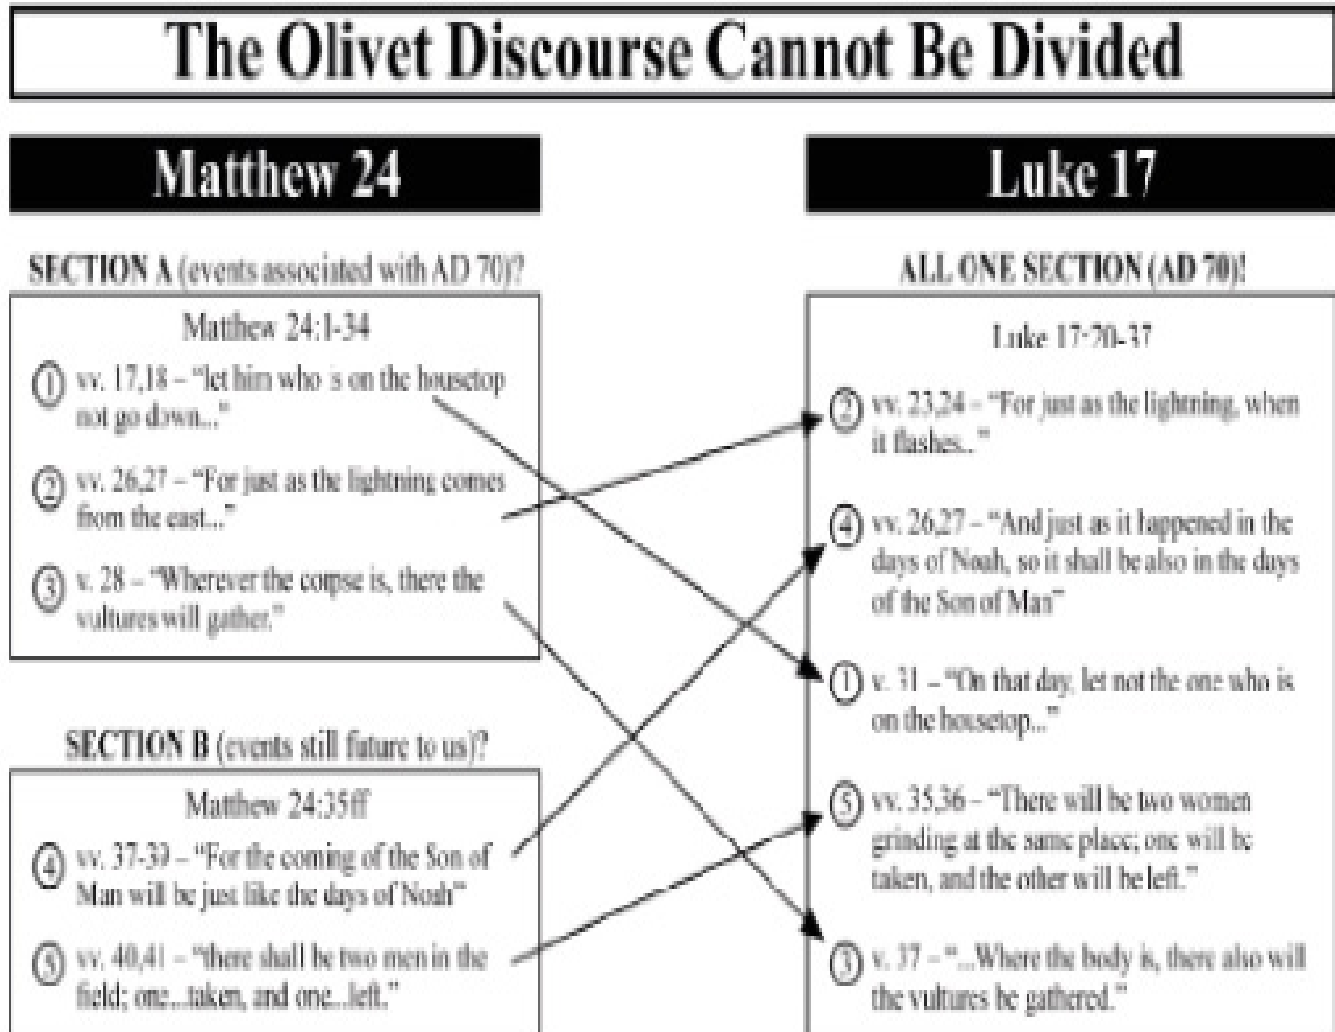 The Olivet Discourse Cannot Be Divided
Matthew 24
SECTION A (events associated with AD 70)?
Matthew 24:1-34
① vv. 17,18 – “let him who is on the housetop
not go down...”
② vv. 26,27 – “For just as the lightning comes
from the east...”
③ v. 28 – “Wherever the corpse is, there the
vultures will gather.”
SECTION B (events still future to us)?
Matthew 24:35ff
④ vv. 37-39 – “For the coming of the Son of
Man will be just like the days of Noah”
⑤ vv. 40,41 – “there shall be two men in the
field; one...taken, and one...left.”
Luke 17
ALL ONE SECTION (AD 70)!
Luke 17:20-37
② vv. 23,24 – “For just as the lightning, when
it flashes...”
④ vv. 26,27 – “And just as it happened in the
days of Noah, so it shall be also in the days
of the Son of Man”
① v. 31 – “On that day, let not the one who is
on the housetop...”
⑤ vv. 35,36 – “There will be two women
grinding at the same place; one will be
taken, and the other will be left.”
③ v. 37 – “...Where the body is, there also will
the vultures be gathered.”